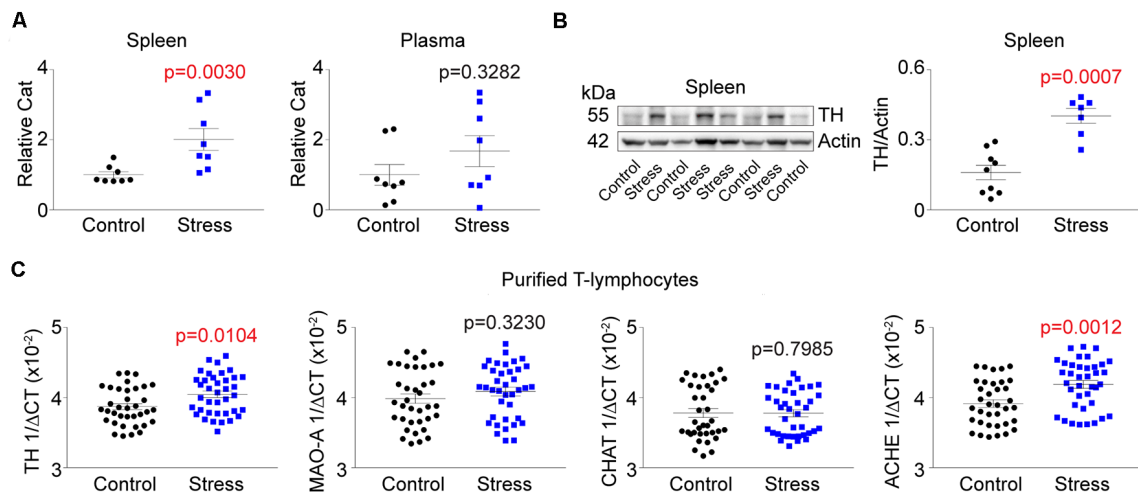 A
Spleen
Plasma
Relative Cat
4
2
0
p=0.0030
Control
Stress
Relative Cat
4
2
0
p=0.3282
Control
Stress
B
Spleen
kDa
55
TH
42
Actin
Control
Stress
Control
Stress
Stress
Control
Stress
Control
Spleen
TH/Actin
0.6
0.3
0
p=0.0007
Control
Stress
C
Purified T-lymphocytes
TH 1/ΔCT (x10⁻²)
5
4
3
p=0.0104
Control
Stress
MAO-A 1/ΔCT (x10⁻²)
5
4
3
p=0.3230
Control
Stress
CHAT 1/ΔCT (x10⁻²)
5
4
3
p=0.7985
Control
Stress
ACHE 1/ΔCT (x10⁻²)
5
4
3
p=0.0012
Control
Stress